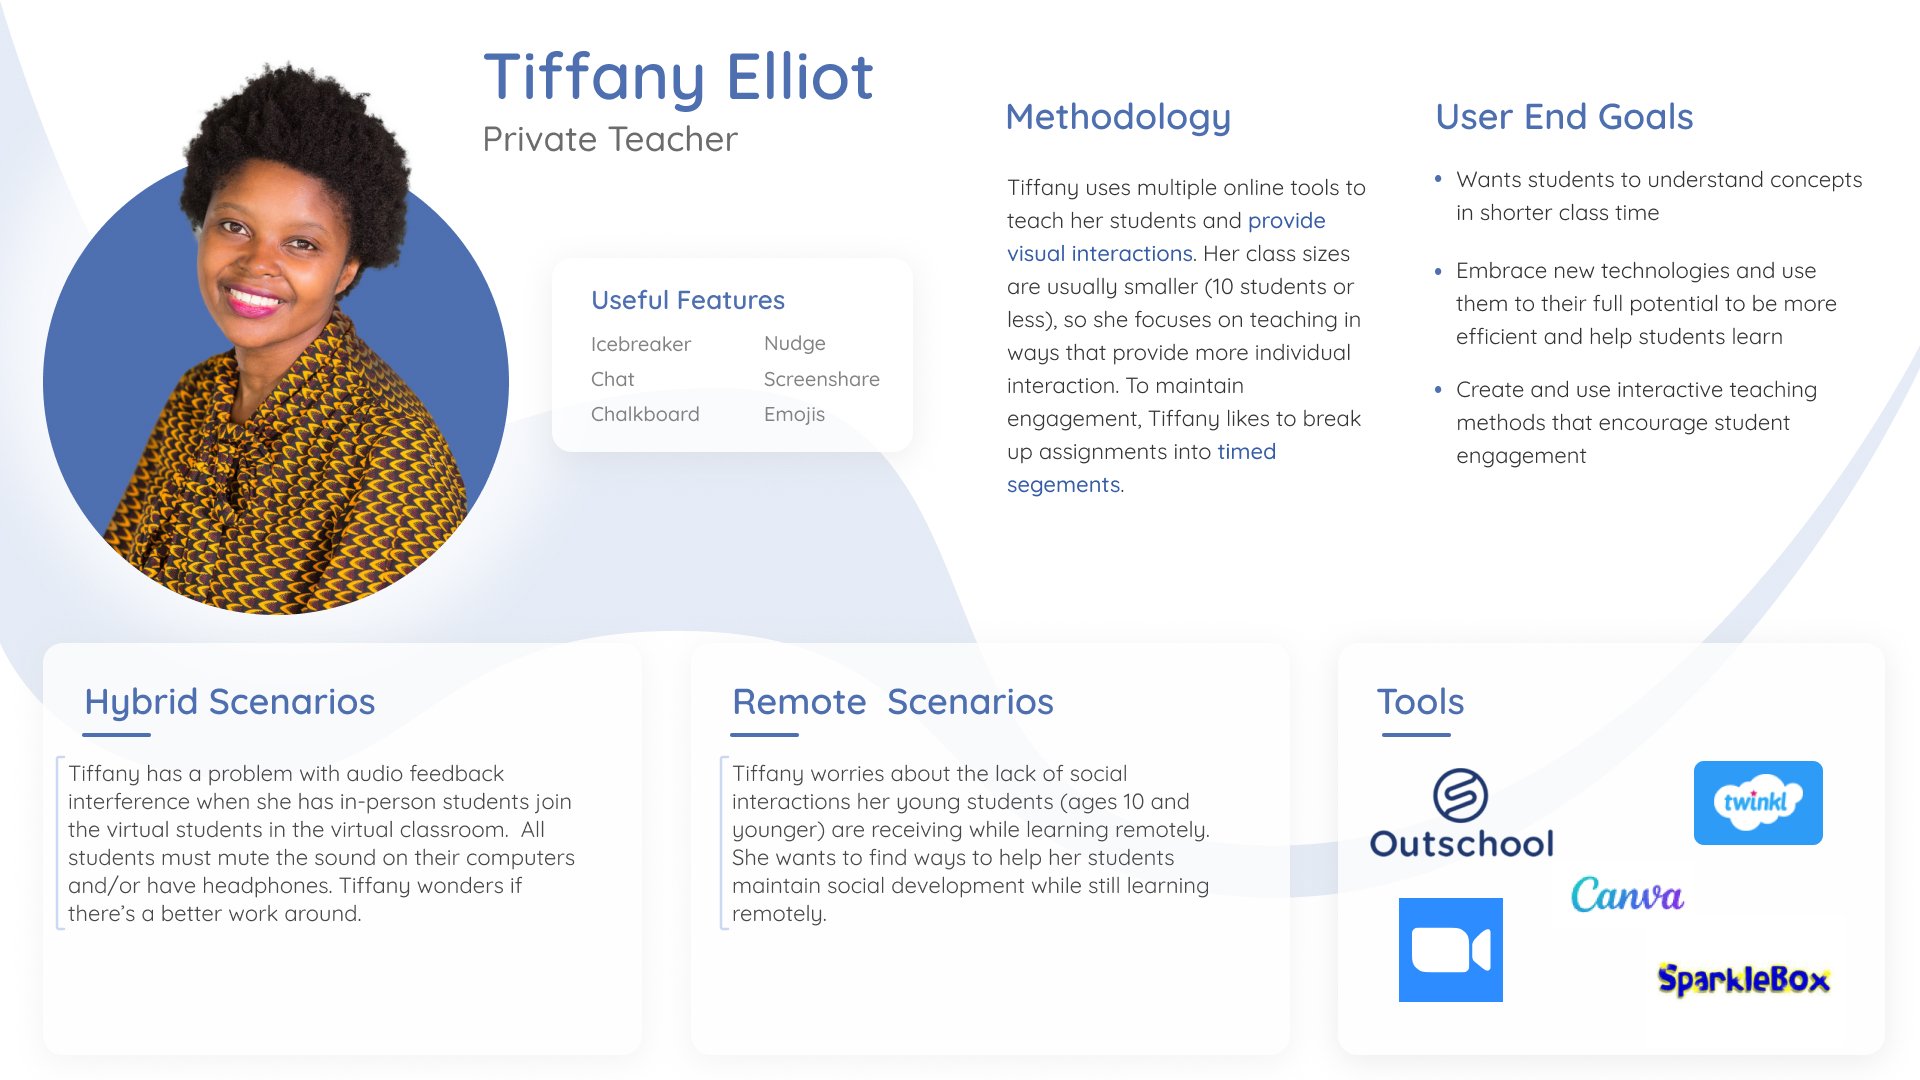 Tiffany Elliot
Private Teacher
Useful Features
Icebreaker
Chat
Chalkboard
Nudge
Screenshare
Emojis
Methodology
Tiffany uses multiple online tools to
teach her students and provide
visual interactions. Her class sizes
are usually smaller (10 students or
less), so she focuses on teaching in
ways that provide more individual
interaction. To maintain
engagement, Tiffany likes to break
up assignments into timed
segements.
User End Goals
• Wants students to understand concepts
in shorter class time
• Embrace new technologies and use
them to their full potential to be more
efficient and help students learn
• Create and use interactive teaching
methods that encourage student
engagement
Hybrid Scenarios
Tiffany has a problem with audio feedback
interference when she has in-person students join
the virtual students in the virtual classroom.  All
students must mute the sound on their computers
and/or have headphones. Tiffany wonders if
there’s a better work around.
Remote  Scenarios
Tiffany worries about the lack of social
interactions her young students (ages 10 and
younger) are receiving while learning remotely.
She wants to find ways to help her students
maintain social development while still learning
remotely.
Tools
Outschool
twinkl
Canva
SparkleBox